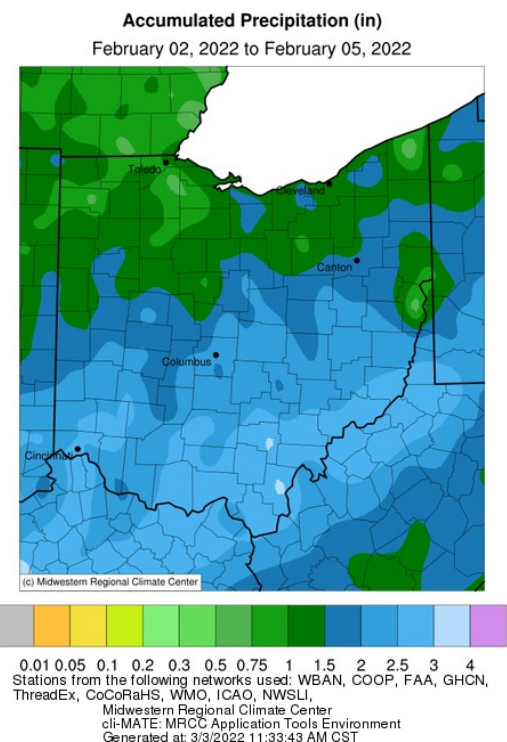 Accumulated Precipitation (in)
February 02, 2022 to February 05, 2022
Toledo
Cleveland
Canton
Columbus
Cincinnati
(c) Midwestern Regional Climate Center
0.01 0.05 0.1 0.2 0.3 0.5 0.75 1 1.5 2 2.5 3 4
Stations from the following networks used: WBAN, COOP, FAA, GHCN,
ThreadEx, CoCoRaHS, WMO, ICAO, NWSLI,
Midwestern Regional Climate Center
cli-MATE: MRCC Application Tools Environment
Generated at: 3/3/2022 11:33:43 AM CST